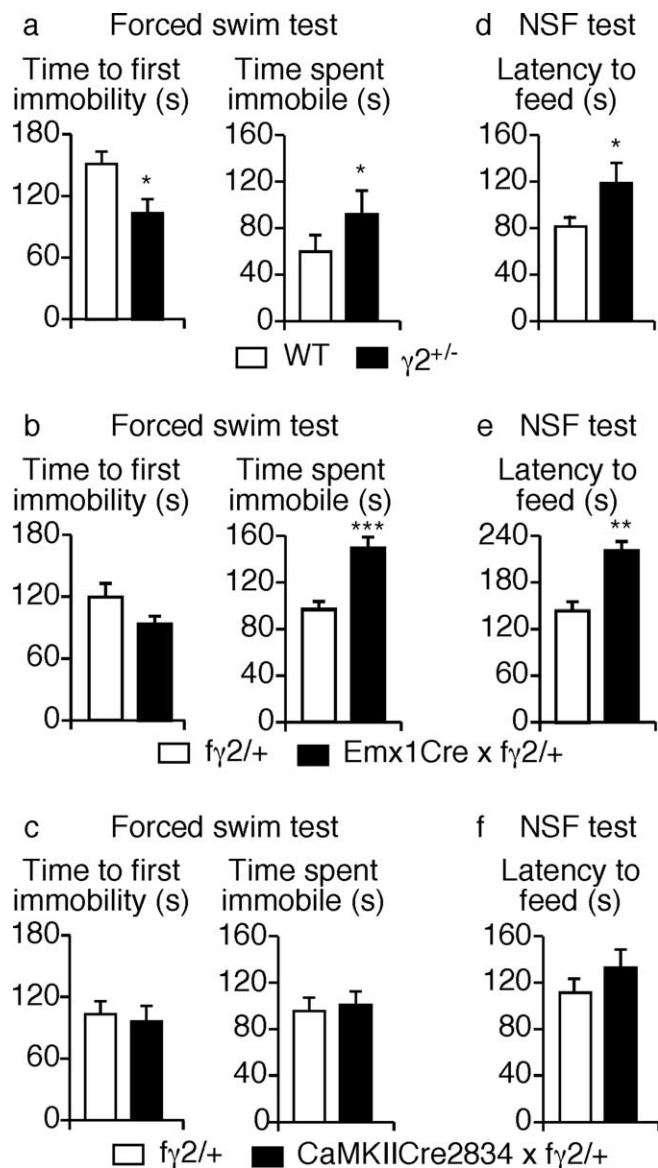 a Forced swim test d NSF test
Time to first Time spent Latency to
immobility (s) immobile (s) feed (s)
180 160 160
* * *
120 120 120
80 80
60
40 40
0 0 0
WT γ2+/-
b Forced swim test e NSF test
Time to first Time spent Latency to
immobility (s) immobile (s) feed (s)
180 160 *** 240 **
120 120 180
80 120
60
40 60
0 0 0
fγ2/+ Emx1Cre x fγ2/+
c Forced swim test f NSF test
Time to first Time spent Latency to
immobility (s) immobile (s) feed (s)
180 160 160
120 120 120
80 80
60
40 40
0 0 0
fγ2/+ CaMKIICre2834 x fγ2/+